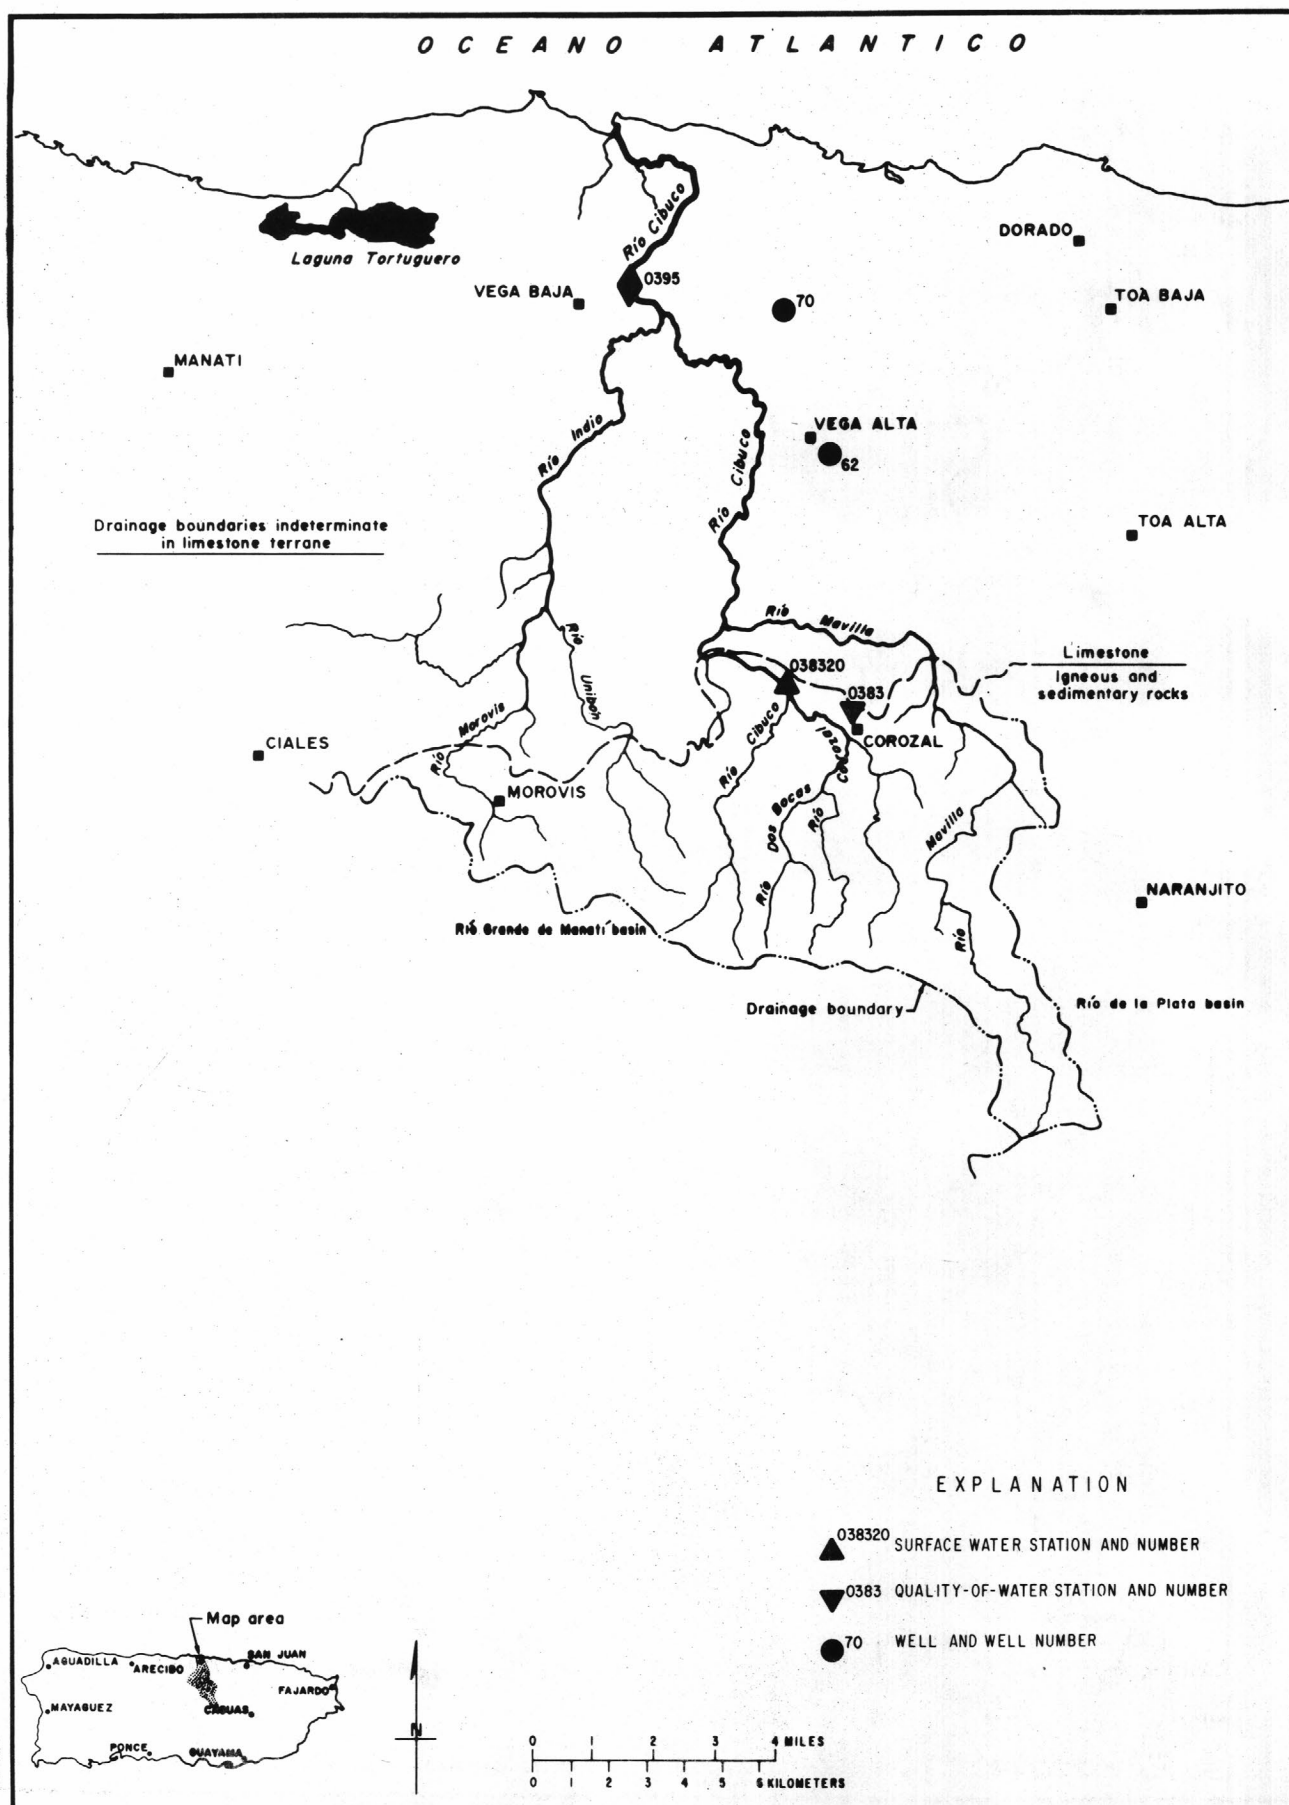 OCEANO ATLANTICO
Laguna Tortuguero
Río Cibuco
0395
DORADO
VEGA BAJA
70
TOÀ BAJA
MANATI
Río Indio
VEGA ALTA
62
Río Cibuco
Drainage boundaries indeterminate
in limestone terrane
TOA ALTA
Río Mavilla
Río Unibón
Limestone
Igneous and
sedimentary rocks
038320
0383
Río Morovis
Río Cibuco
COROZAL
Corozal
CIALES
MOROVIS
Río Dos Bocas
Río
Mavilla
Río
NARANJITO
Rió Grande de Manatí basin
Drainage boundary
Río de la Plata basin
EXPLANATION
038320 SURFACE WATER STATION AND NUMBER
0383 QUALITY-OF-WATER STATION AND NUMBER
70 WELL AND WELL NUMBER
Map area
AGUADILLA
ARECIBO
SAN JUAN
FAJARDO
MAYAGUEZ
CAGUAS
PONCE
GUAYAMA
N
0 1 2 3 4 MILES
0 1 2 3 4 5 6 KILOMETERS